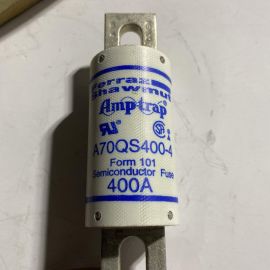 Ferraz
Shawmut
Amp-trap
A70QS400-4
Form 101
Semiconductor Fuse
400A